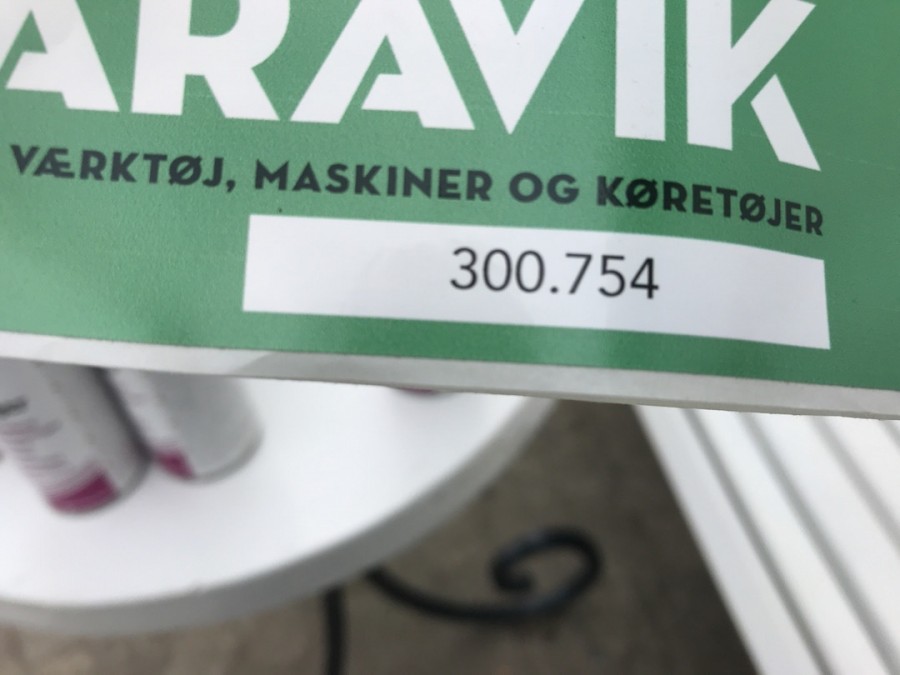 ARAVIK
VÆRKTØJ, MASKINER OG KØRETØJER
300.754